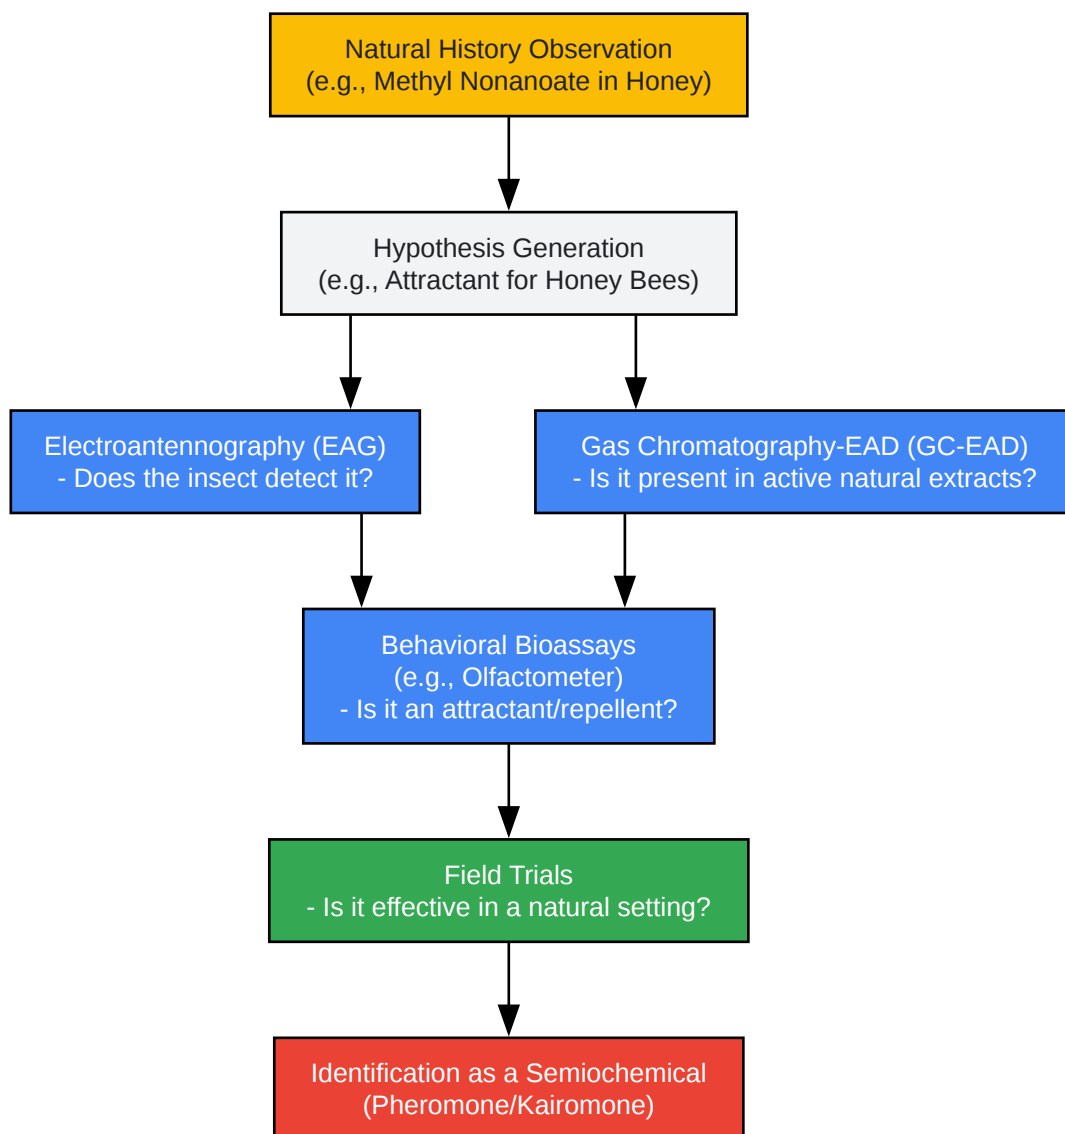 Natural History Observation
(e.g., Methyl Nonanoate in Honey)
Hypothesis Generation
(e.g., Attractant for Honey Bees)
Electroantennography (EAG)
- Does the insect detect it?
Gas Chromatography-EAD (GC-EAD)
- Is it present in active natural extracts?
Behavioral Bioassays
(e.g., Olfactometer)
- Is it an attractant/repellent?
Field Trials
- Is it effective in a natural setting?
Identification as a Semiochemical
(Pheromone/Kairomone)